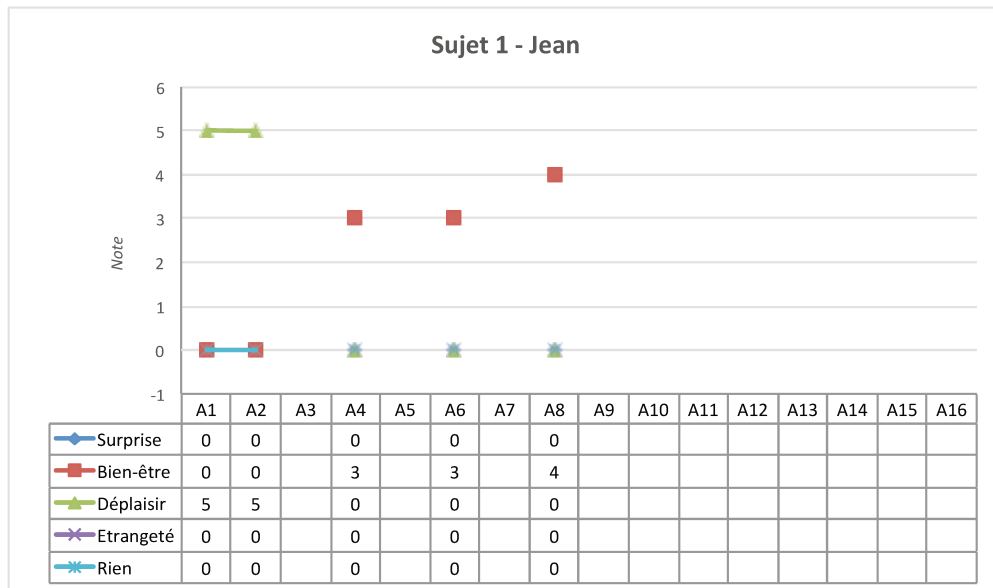 Sujet 1 - Jean
6
5
4
3
2
1
0
-1
Note
A1 A2 A3 A4 A5 A6 A7 A8 A9 A10 A11 A12 A13 A14 A15 A16
Surprise 0 0 0 0 0
Bien-être 0 0 3 3 4
Déplaisir 5 5 0 0 0
Etrangeté 0 0 0 0 0
Rien 0 0 0 0 0